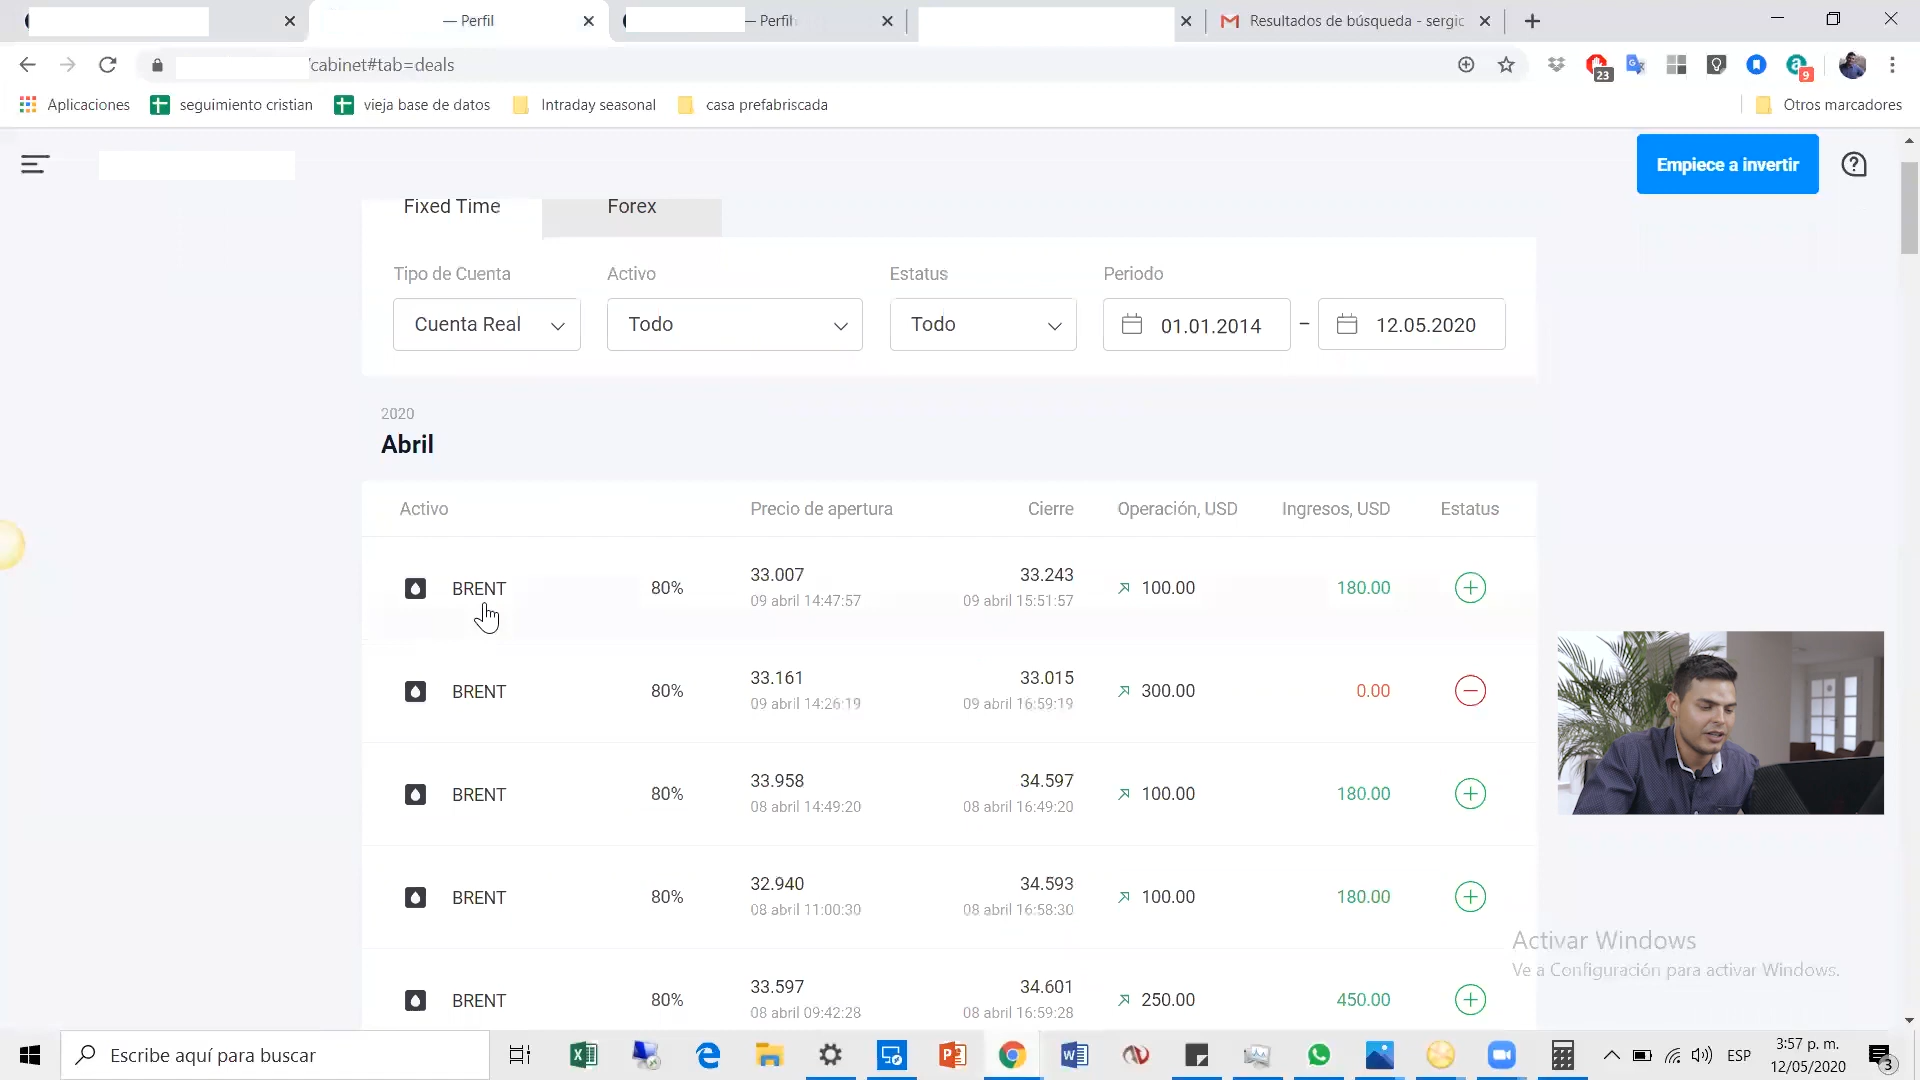 — Perfil
— Perfil
Resultados de búsqueda - sergic
/cabinet#tab=deals
23
9
Aplicaciones
seguimiento cristian
vieja base de datos
Intraday seasonal
casa prefabriscada
Otros marcadores
Empiece a invertir
Fixed Time
Forex
Tipo de Cuenta
Activo
Estatus
Periodo
Cuenta Real
Todo
Todo
01.01.2014
–
12.05.2020
2020
Abril
Activo
Precio de apertura
Cierre
Operación, USD
Ingresos, USD
Estatus
BRENT
80%
33.007
09 abril 14:47:57
33.243
09 abril 15:51:57
100.00
180.00
BRENT
80%
33.161
09 abril 14:26:19
33.015
09 abril 16:59:19
300.00
0.00
BRENT
80%
33.958
08 abril 14:49:20
34.597
08 abril 16:49:20
100.00
180.00
BRENT
80%
32.940
08 abril 11:00:30
34.593
08 abril 16:58:30
100.00
180.00
BRENT
80%
33.597
08 abril 09:42:28
34.601
08 abril 16:59:28
250.00
450.00
Activar Windows
Ve a Configuración para activar Windows.
Escribe aquí para buscar
ESP
3:57 p. m.
12/05/2020
3